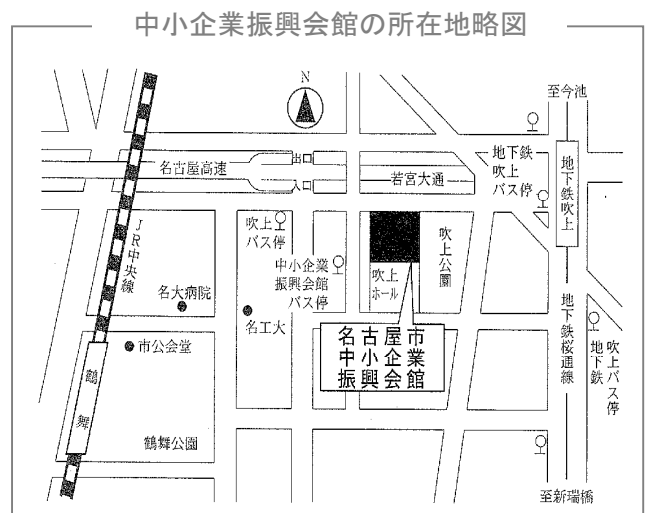 中小企業振興会館の所在地略図
N
至今池
名古屋高速
出口
入口
若宮大通
地下鉄
吹上
バス停
地下鉄吹上
JR中央線
吹上
バス停
中小企業
振興会館
バス停
吹上
ホール
吹上公園
名大病院
名工大
市公会堂
名古屋市
中小企業
振興会館
地下鉄桜通線
地下鉄
吹上バス停
鶴舞
鶴舞公園
至新瑞橋